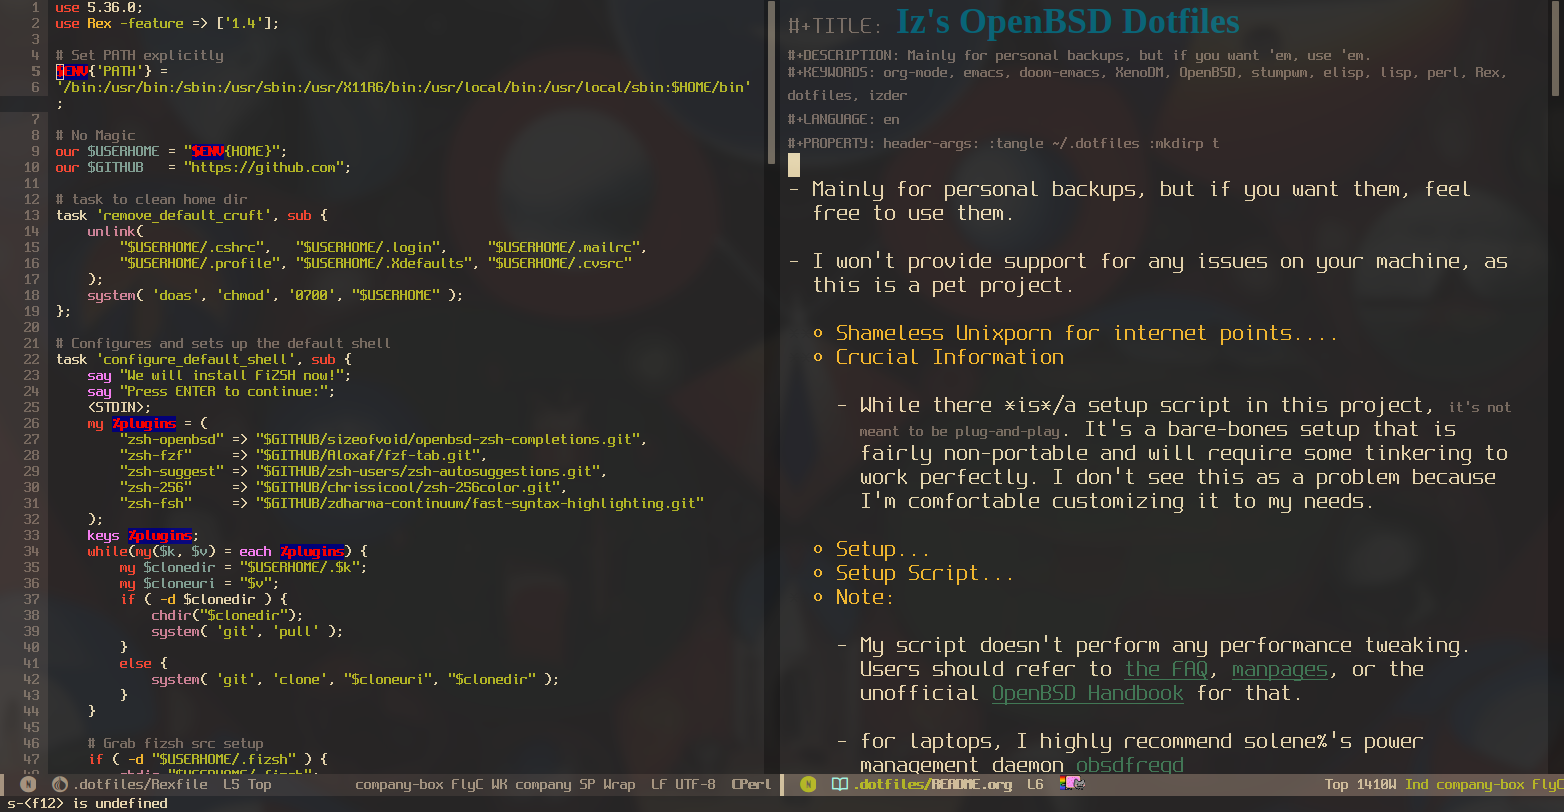 1 use 5.36.0;
2 use Rex -feature => ['1.4'];
3
4 # Set PATH explicitly
5 $ENV{'PATH'} =
6 '/bin:/usr/bin:/sbin:/usr/sbin:/usr/X11R6/bin:/usr/local/bin:/usr/local/sbin:$HOME/bin'
;
7
8 # No Magic
9 our $USERHOME = "$ENV{HOME}";
10 our $GITHUB   = "https://github.com";
11
12 # task to clean home dir
13 task 'remove_default_cruft', sub {
14     unlink(
15         "$USERHOME/.cshrc",   "$USERHOME/.login",     "$USERHOME/.mailrc",
16         "$USERHOME/.profile", "$USERHOME/.Xdefaults", "$USERHOME/.cvsrc"
17     );
18     system( 'doas', 'chmod', '0700', "$USERHOME" );
19 };
20
21 # Configures and sets up the default shell
22 task 'configure_default_shell', sub {
23     say "We will install FiZSH now!";
24     say "Press ENTER to continue:";
25     <STDIN>;
26     my %plugins = (
27         "zsh-openbsd" => "$GITHUB/sizeofvoid/openbsd-zsh-completions.git",
28         "zsh-fzf"     => "$GITHUB/Aloxaf/fzf-tab.git",
29         "zsh-suggest" => "$GITHUB/zsh-users/zsh-autosuggestions.git",
30         "zsh-256"     => "$GITHUB/chrissicool/zsh-256color.git",
31         "zsh-fsh"     => "$GITHUB/zdharma-continuum/fast-syntax-highlighting.git"
32     );
33     keys %plugins;
34     while(my($k, $v) = each %plugins) {
35         my $clonedir = "$USERHOME/.$k";
36         my $cloneuri = "$v";
37         if ( -d $clonedir ) {
38             chdir("$clonedir");
39             system( 'git', 'pull' );
40         }
41         else {
42             system( 'git', 'clone', "$cloneuri", "$clonedir" );
43         }
44     }
45
46     # Grab fizsh src setup
47     if ( -d "$USERHOME/.fizsh" ) {
.dotfiles/Rexfile L5 Top company-box FlyC WK company SP Wrap LF UTF-8 CPerl
s-<f12> is undefined
#+TITLE: Iz's OpenBSD Dotfiles
#+DESCRIPTION: Mainly for personal backups, but if you want 'em, use 'em.
#+KEYWORDS: org-mode, emacs, doom-emacs, XenoDM, OpenBSD, stumpwm, elisp, lisp, perl, Rex,
dotfiles, izder
#+LANGUAGE: en
#+PROPERTY: header-args: :tangle ~/.dotfiles :mkdirp t
- Mainly for personal backups, but if you want them, feel
free to use them.
- I won't provide support for any issues on your machine, as
this is a pet project.
o Shameless Unixporn for internet points....
o Crucial Information
- While there *is*/a setup script in this project, it's not
meant to be plug-and-play. It's a bare-bones setup that is
fairly non-portable and will require some tinkering to
work perfectly. I don't see this as a problem because
I'm comfortable customizing it to my needs.
o Setup...
o Setup Script...
o Note:
- My script doesn't perform any performance tweaking.
Users should refer to the FAQ, manpages, or the
unofficial OpenBSD Handbook for that.
- for laptops, I highly recommend solene%'s power
management daemon obsdfreqd
.dotfiles/README.org L6 Top 1410W Ind company-box FlyC